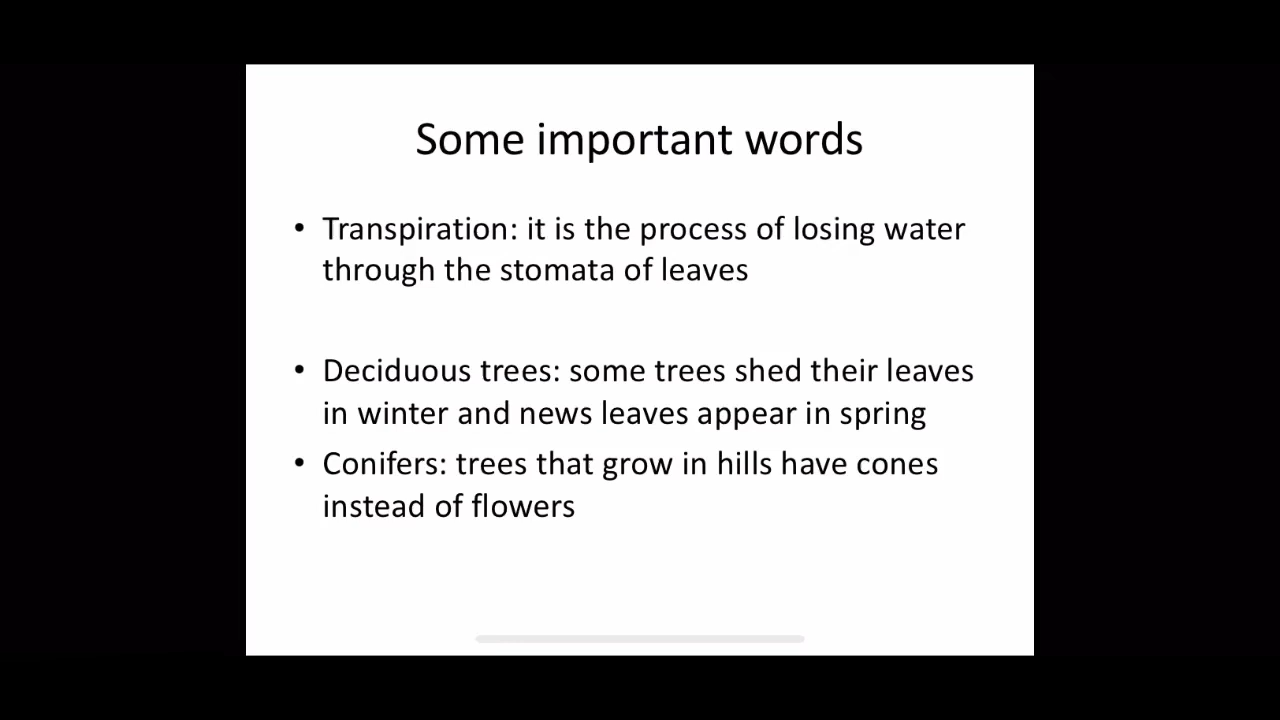 Some important words
• Transpiration: it is the process of losing water
through the stomata of leaves
• Deciduous trees: some trees shed their leaves
in winter and news leaves appear in spring
• Conifers: trees that grow in hills have cones
instead of flowers